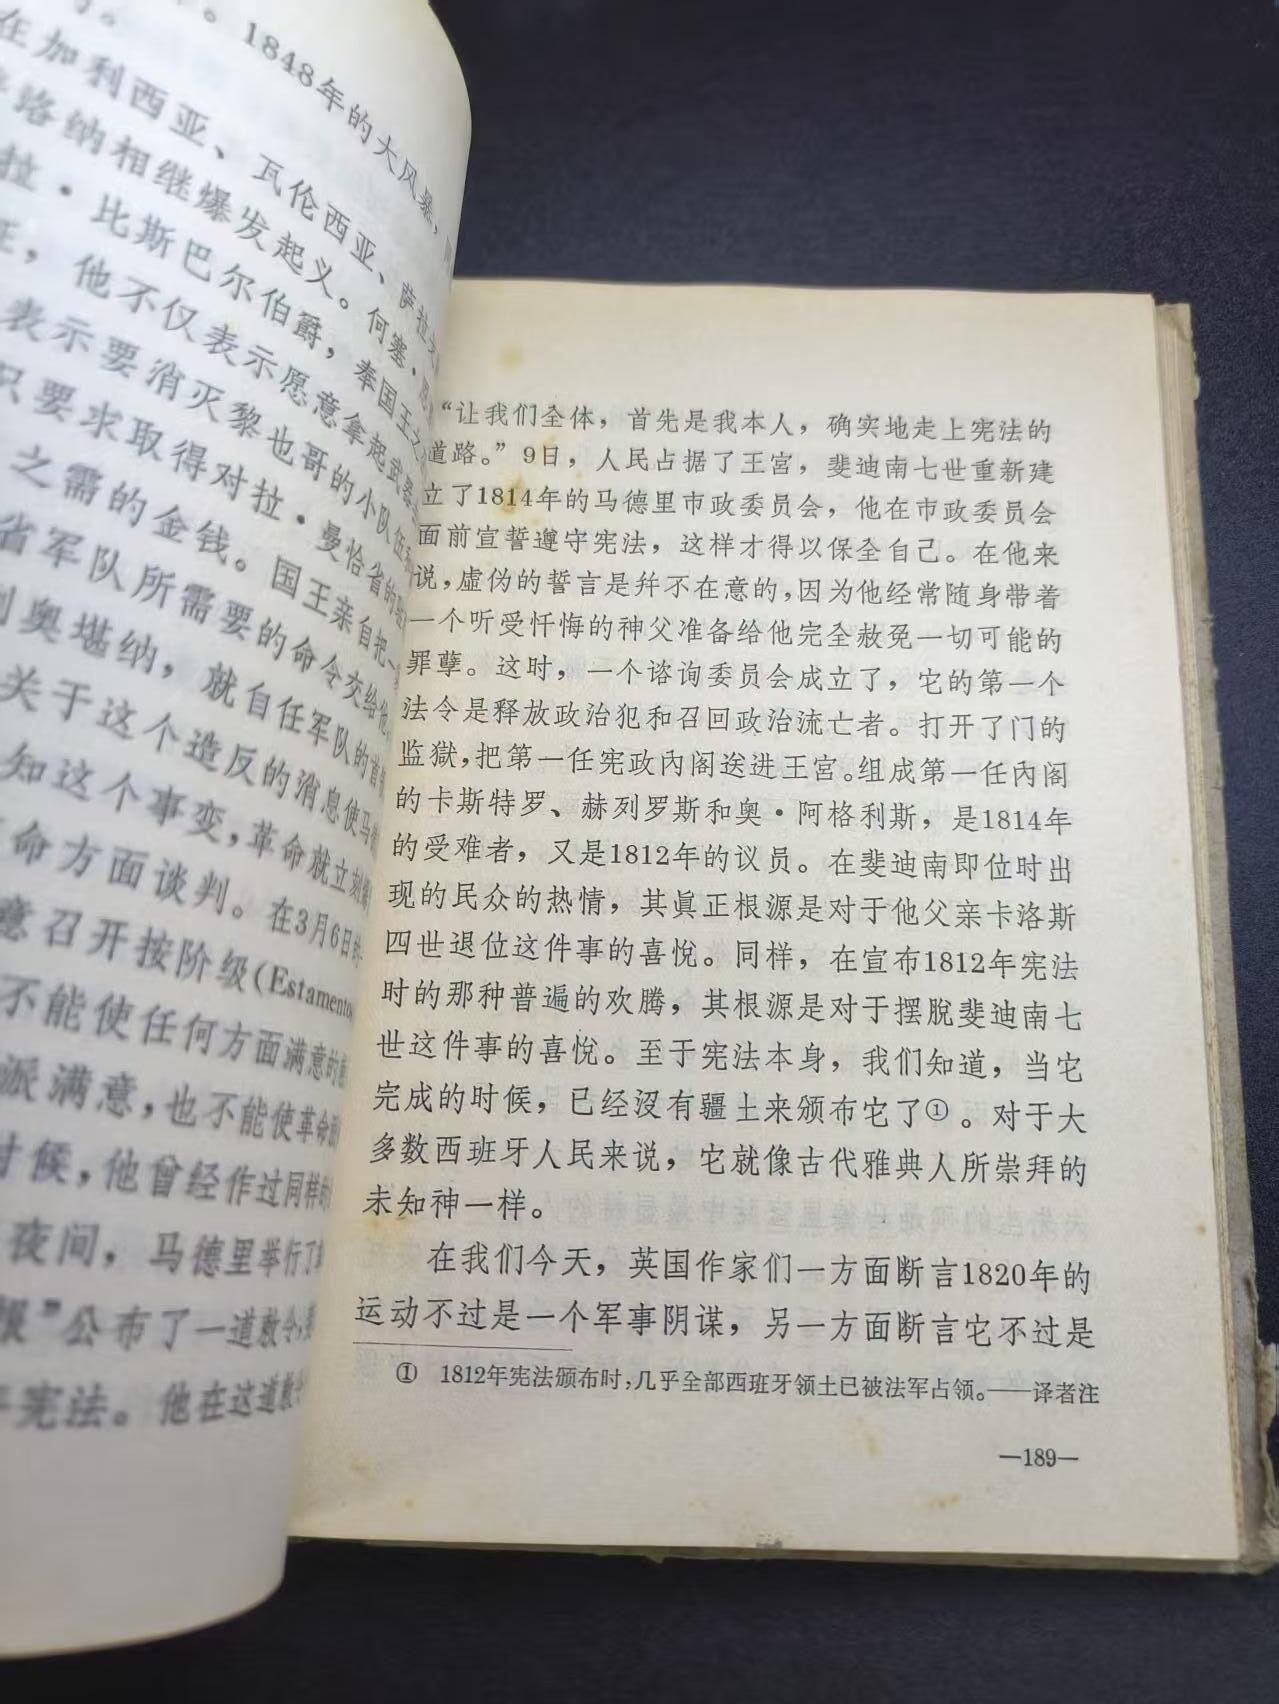 。1848年的大风暴，
在加利西亚、瓦伦西亚、萨拉戈
路纳相继爆发起义。何塞·恩
拉·比斯巴尔伯爵，奉国王之
他不仅表示愿意拿起武器
表示要消灭黎也哥的小队伍
只要求取得对拉·曼恰省的
之需的金钱。国王亲自把一
省军队所需要的命令交给他
到奥堪纳，就自任军队的首
关于这个造反的消息使马
知这个事变，革命就立刻
命方面谈判。在3月6日
意召开按阶级(Estamento
不能使任何方面满意的
派满意，也不能使革命派
时候，他曾经作过同样的
夜间，马德里举行了
报”公布了一道敕令，
宪法。他在这道敕
“让我们全体，首先是我本人，确实地走上宪法的
道路。”9日，人民占据了王宫，斐迪南七世重新建
立了1814年的马德里市政委员会，他在市政委员会
面前宣誓遵守宪法，这样才得以保全自己。在他来
说，虚伪的誓言是幷不在意的，因为他经常随身带着
一个听受忏悔的神父准备给他完全赦免一切可能的
罪孽。这时，一个谘询委员会成立了，它的第一个
法令是释放政治犯和召回政治流亡者。打开了门的
监獄，把第一任宪政內阁送进王宫。组成第一任內阁
的卡斯特罗、赫列罗斯和奥·阿格利斯，是1814年
的受难者，又是1812年的议员。在斐迪南即位时出
现的民众的热情，其眞正根源是对于他父亲卡洛斯
四世退位这件事的喜悅。同样，在宣布1812年宪法
时的那种普遍的欢腾，其根源是对于摆脫斐迪南七
世这件事的喜悅。至于宪法本身，我们知道，当它
完成的时候，已经沒有疆土来颁布它了①。对于大
多数西班牙人民来说，它就像古代雅典人所崇拜的
未知神一样。
在我们今天，英国作家们一方面断言1820年的
运动不过是一个军事阴谋，另一方面断言它不过是
① 1812年宪法颁布时，几乎全部西班牙领土已被法军占领。——译者注
—189—